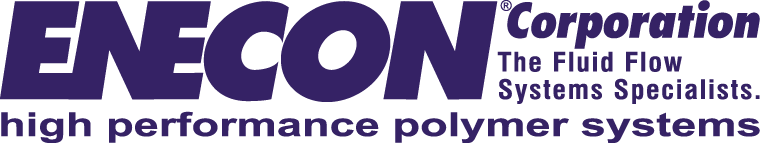 ENECON® Corporation
The Fluid Flow
Systems Specialists.
high performance polymer systems